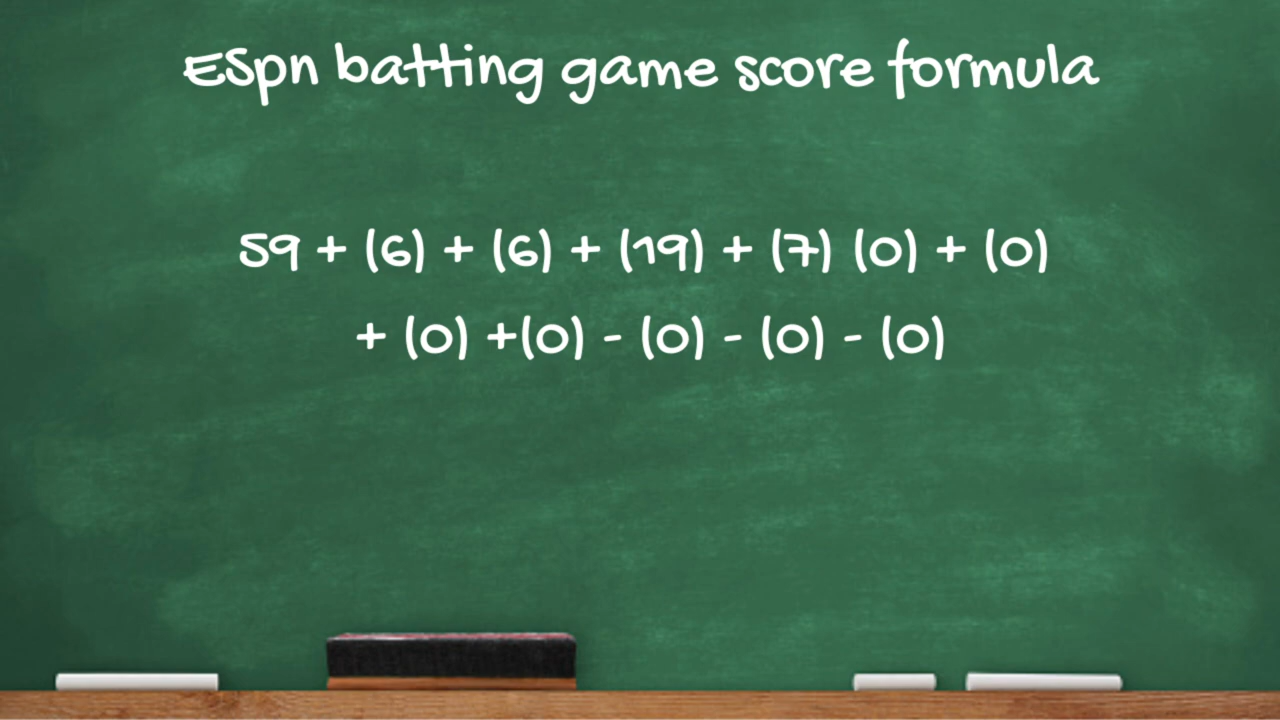 ESpn batting game score formula
59 + (6) + (6) + (19) + (7) (0) + (0)
+ (0) +(0) - (0) - (0) - (0)